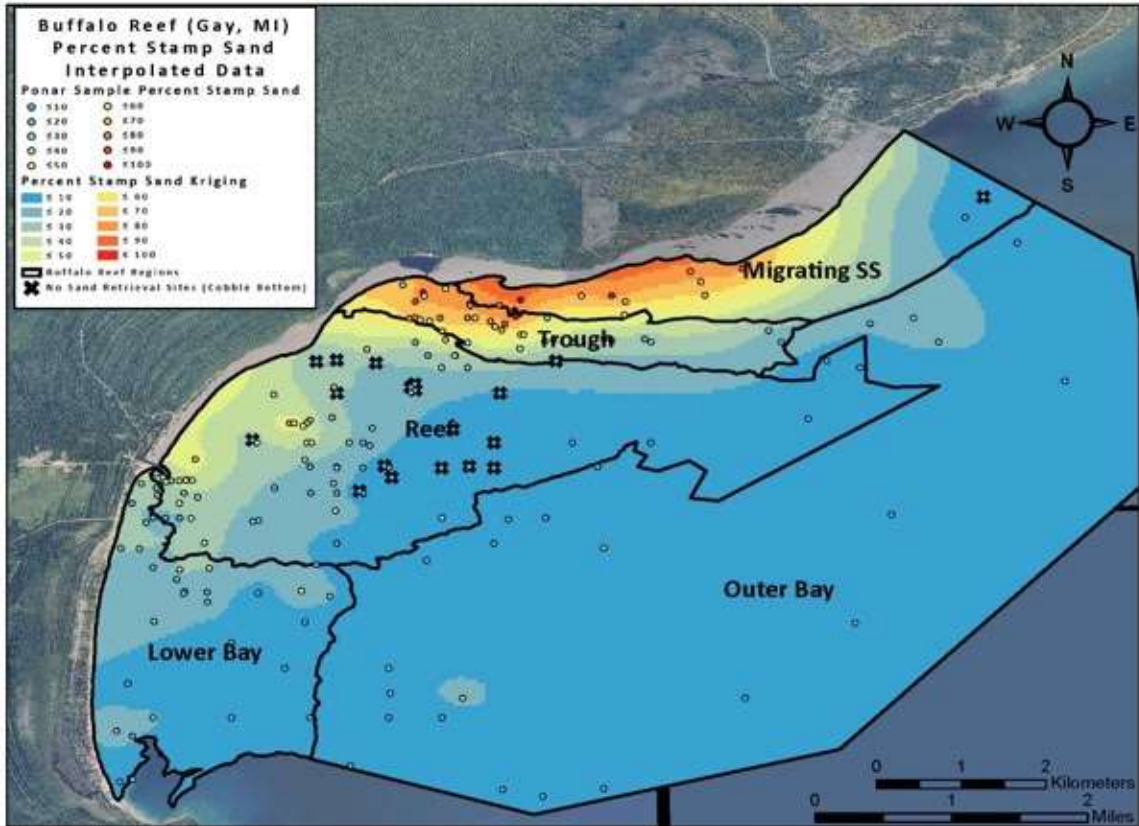 Buffalo Reef (Gay, MI)
Percent Stamp Sand
Interpolated Data
Ponar Sample Percent Stamp Sand
≤10 ≤60
≤20 ≤70
≤30 ≤80
≤40 ≤90
≤50 ≤100
Percent Stamp Sand Kriging
≤ 10 ≤ 60
≤ 20 ≤ 70
≤ 30 ≤ 80
≤ 40 ≤ 90
≤ 50 ≤ 100
Buffalo Reef Regions
No Sand Retrieval Sites (Cobble Bottom)
N
W E
S
Migrating SS
Trough
Reef
Outer Bay
Lower Bay
0 1 2
Kilometers
0 1 2
Miles